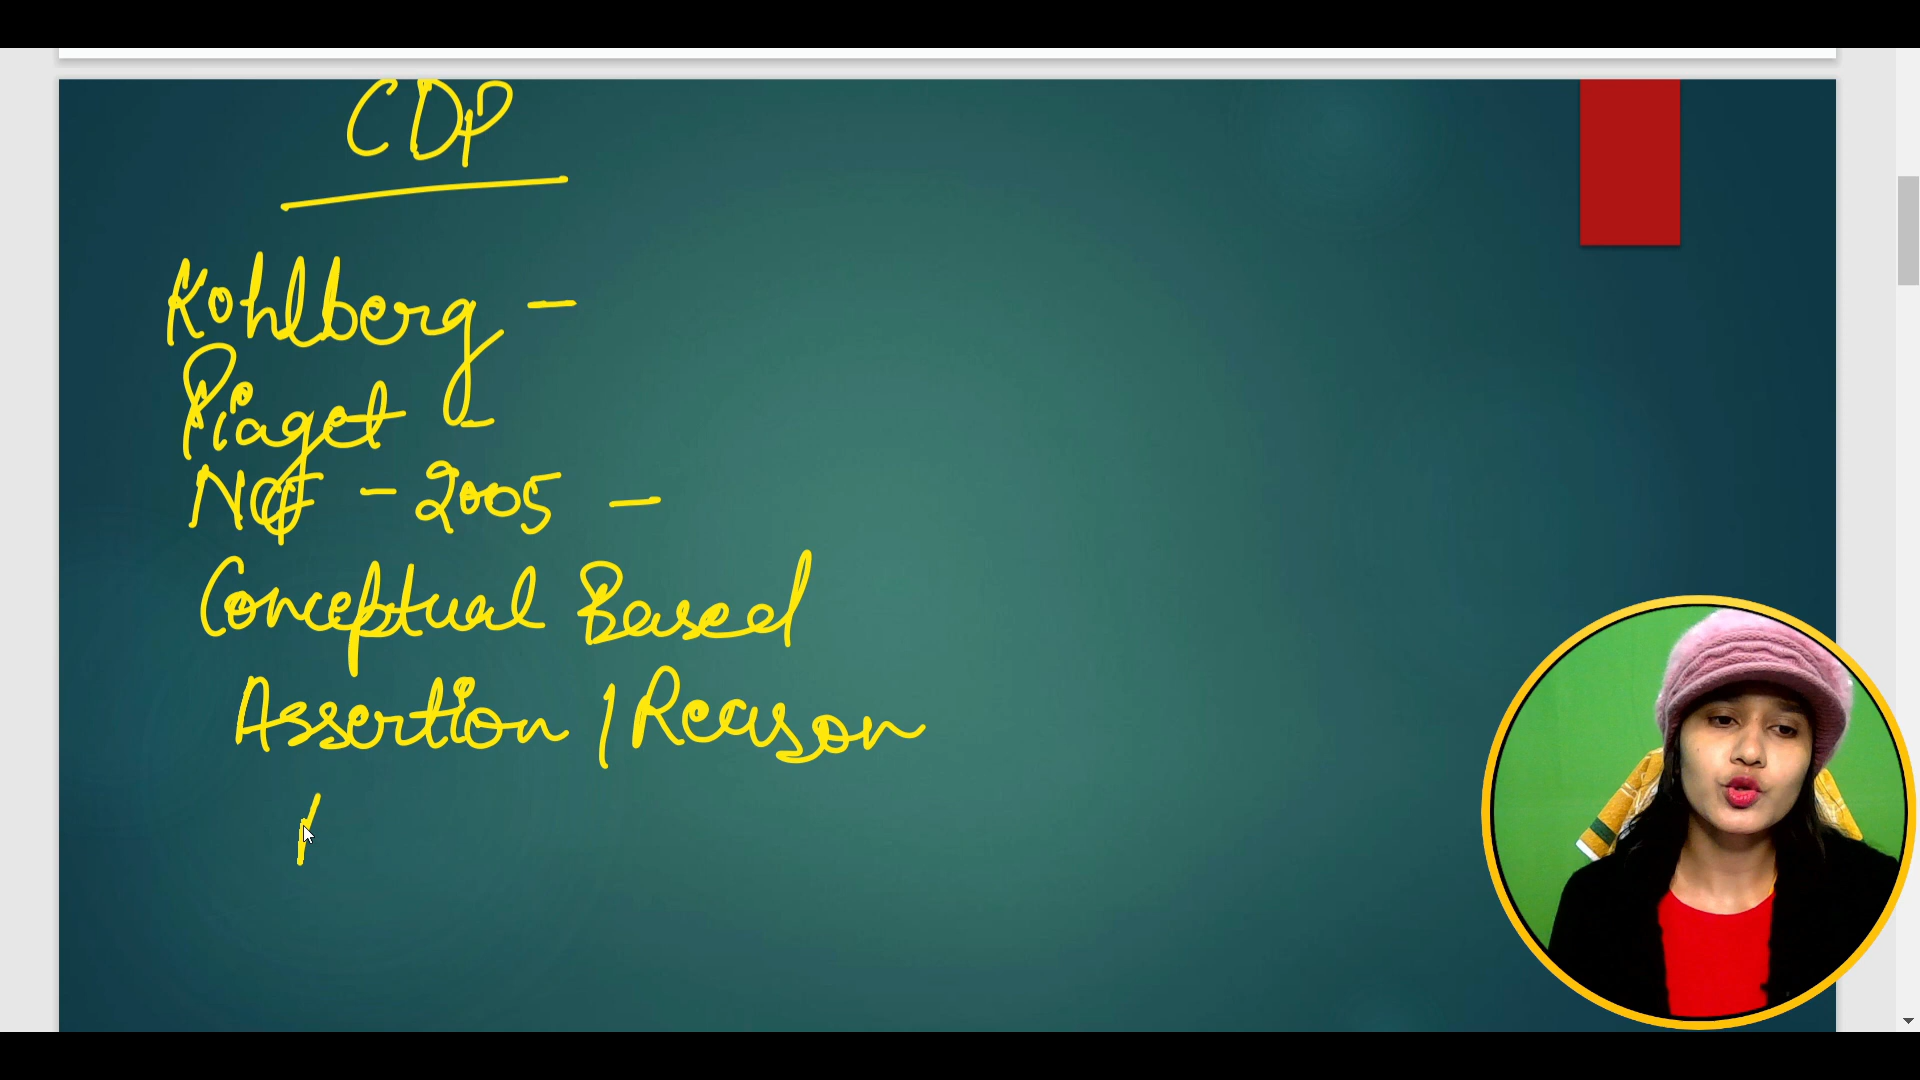 CDP
Kohlberg -
Piaget -
NCF - 2005 -
Conceptual Based
Assertion / Reason